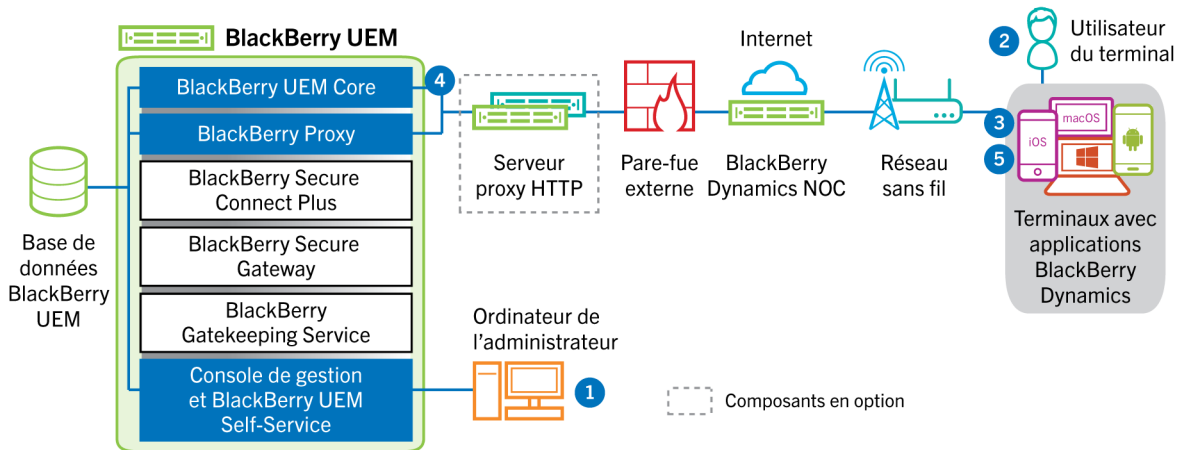 BlackBerry UEM
BlackBerry UEM Core
4
BlackBerry Proxy
BlackBerry Secure
Connect Plus
BlackBerry Secure
Gateway
BlackBerry
Gatekeeping Service
Console de gestion
et BlackBerry UEM
Self-Service
Base de
données
BlackBerry
UEM
Serveur
proxy HTTP
Pare-fue
externe
Internet
BlackBerry
Dynamics NOC
Réseau
sans fil
2
Utilisateur
du terminal
3
5
iOS
macOS
Terminaux avec
applications
BlackBerry
Dynamics
Ordinateur de
l'administrateur
1
Composants en option